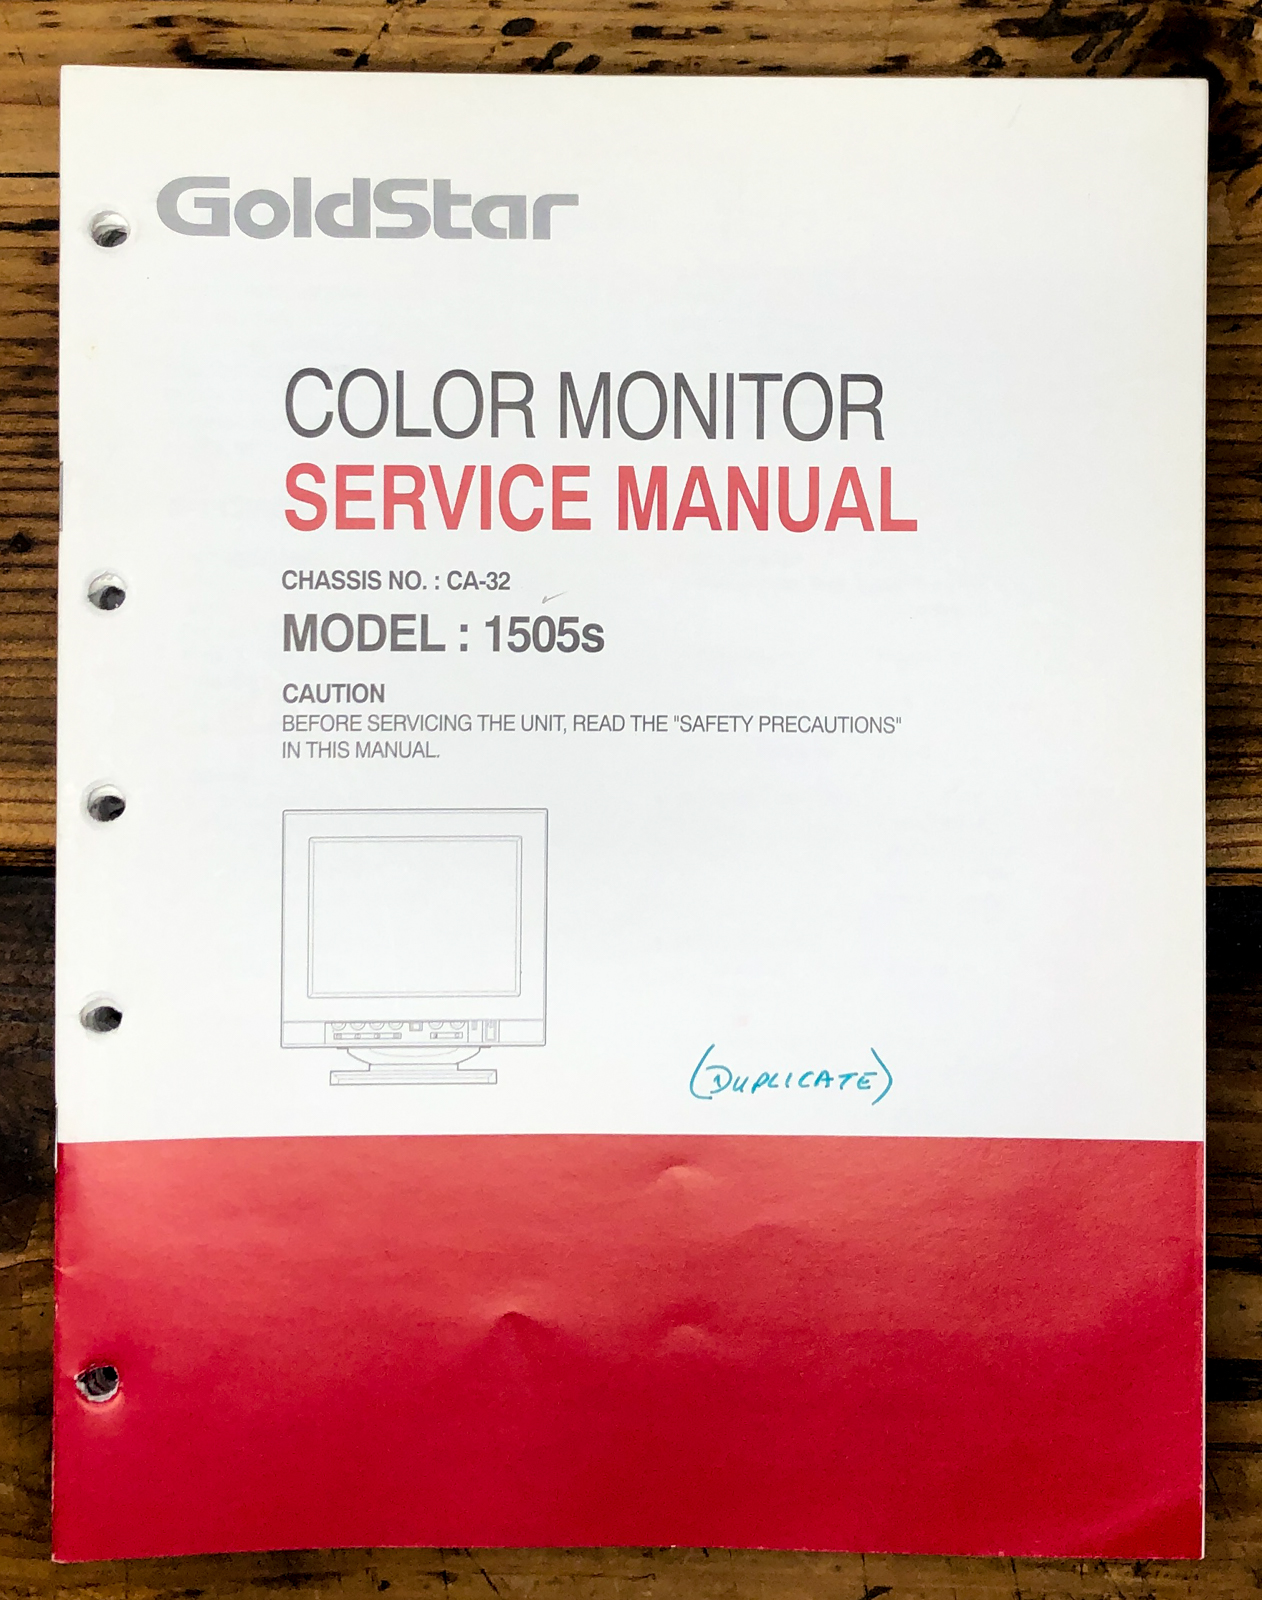 GoldStar
COLOR MONITOR
SERVICE MANUAL
CHASSIS NO. : CA-32
MODEL : 1505s
CAUTION
BEFORE SERVICING THE UNIT, READ THE "SAFETY PRECAUTIONS"
IN THIS MANUAL.
(DUPLICATE)